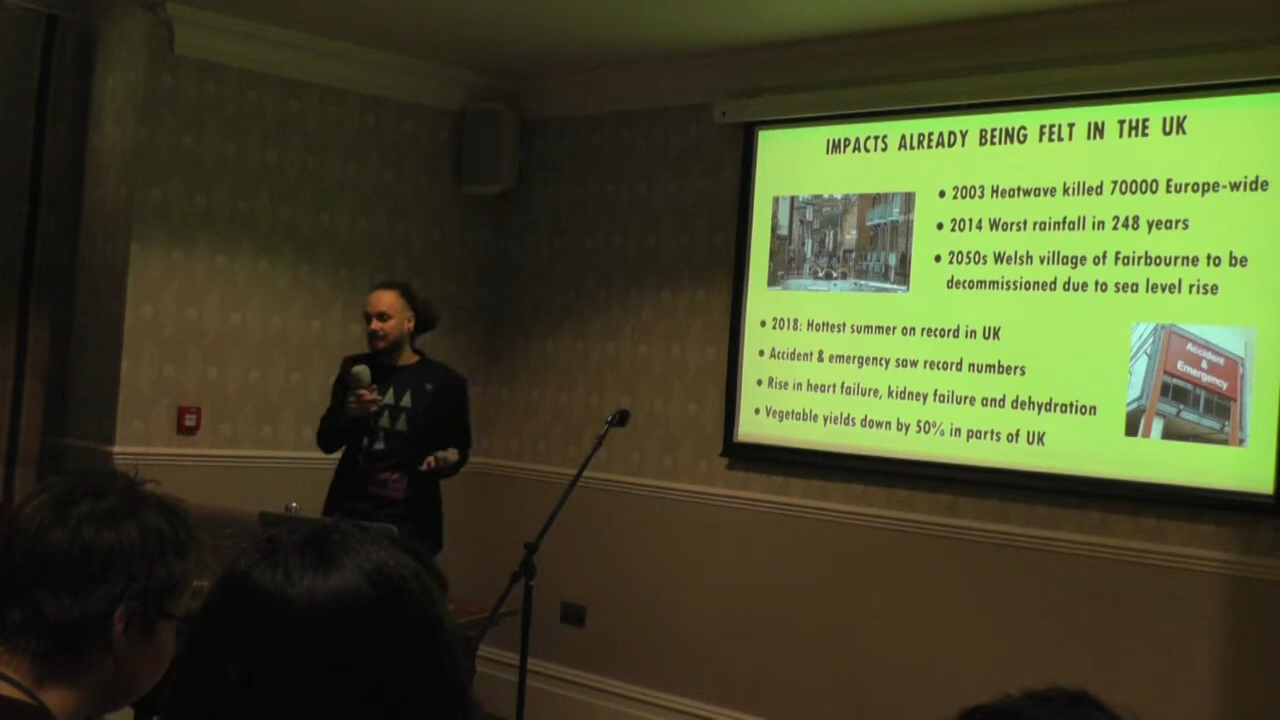 IMPACTS ALREADY BEING FELT IN THE UK
• 2003 Heatwave killed 70000 Europe-wide
• 2014 Worst rainfall in 248 years
• 2050s Welsh village of Fairbourne to be
decommissioned due to sea level rise
• 2018: Hottest summer on record in UK
• Accident & emergency saw record numbers
• Rise in heart failure, kidney failure and dehydration
• Vegetable yields down by 50% in parts of UK
Accident
&
Emergency